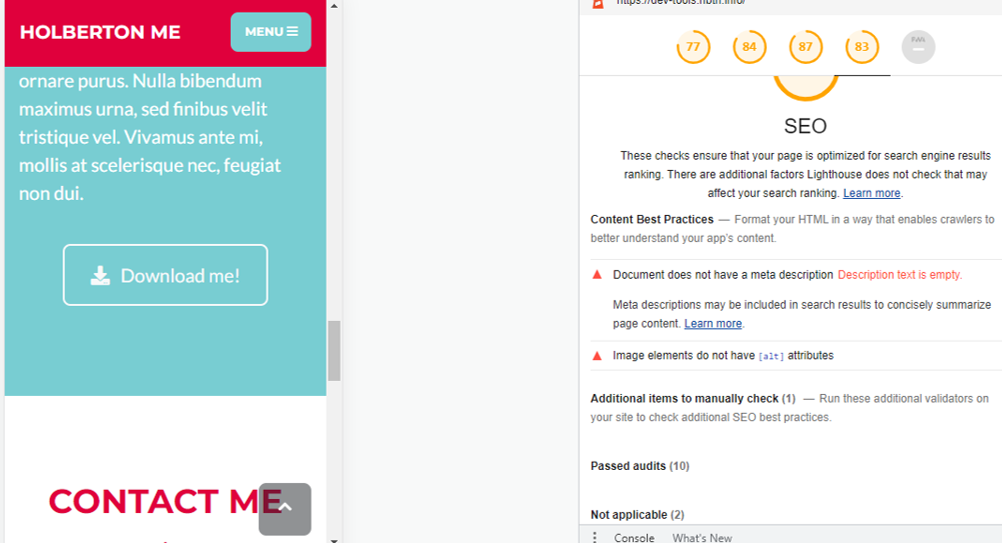 HOLBERTON ME
MENU
ornare purus. Nulla bibendum
maximus urna, sed finibus velit
tristique vel. Vivamus ante mi,
mollis at scelerisque nec, feugiat
non dui.
Download me!
CONTACT ME
https://dev-tools.hbtn.info/
77 84 87 83 PWA
SEO
These checks ensure that your page is optimized for search engine results
ranking. There are additional factors Lighthouse does not check that may
affect your search ranking. Learn more.
Content Best Practices — Format your HTML in a way that enables crawlers to
better understand your app's content.
Document does not have a meta description Description text is empty.
Meta descriptions may be included in search results to concisely summarize
page content. Learn more.
Image elements do not have [alt] attributes
Additional items to manually check (1) — Run these additional validators on
your site to check additional SEO best practices.
Passed audits (10)
Not applicable (2)
Console What's New